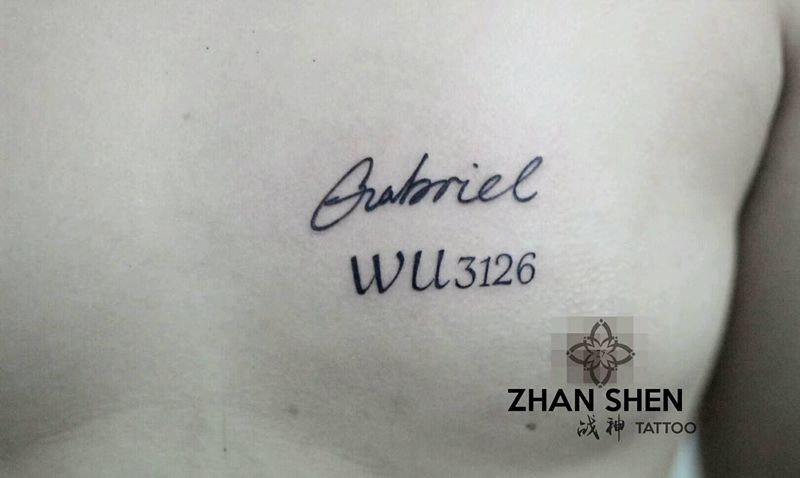 Gabriel
WU3126
ZHAN SHEN
战神 TATTOO